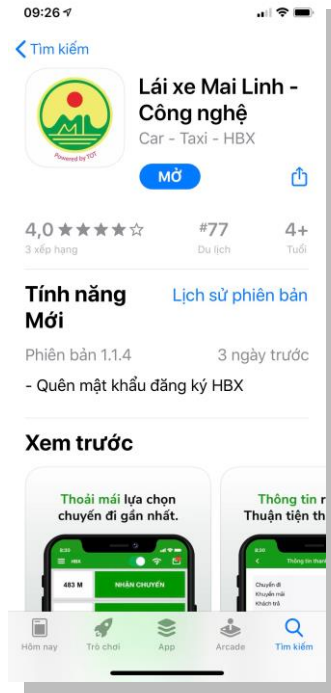 09:26
Tìm kiếm
ML
Powered by TOT
Lái xe Mai Linh -
Công nghệ
Car - Taxi - HBX
MỞ
4,0 ★★★★☆
#77
4+
3 xếp hạng
Du lịch
Tuổi
Tính năng
Mới
Lịch sử phiên bản
Phiên bản 1.1.4
3 ngày trước
- Quên mật khẩu đăng ký HBX
Xem trước
Thoải mái lựa chọn
chuyến đi gần nhất.
HBX
483 M
NHẬN CHUYẾN
Thông tin
Thuận tiện th
Chuyến đi
Khuyến mãi
Khách trả
Hôm nay
Trò chơi
App
Arcade
Tìm kiếm